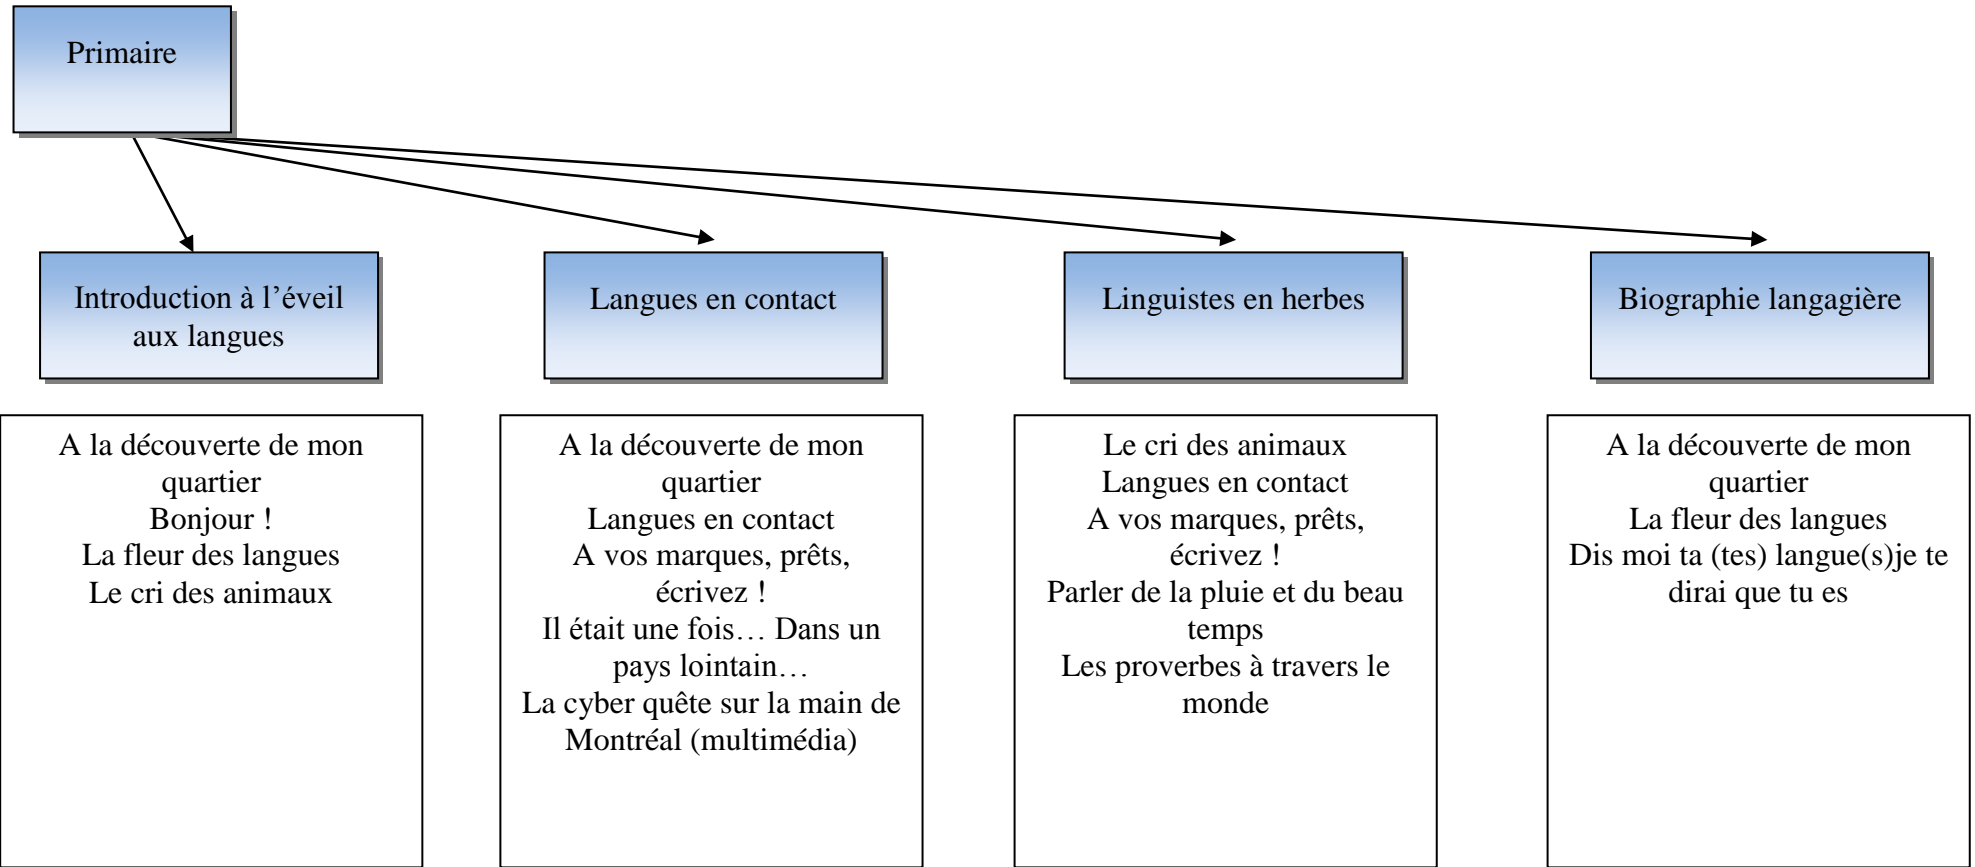 Primaire
Introduction à l’éveil
aux langues
Langues en contact
Linguistes en herbes
Biographie langagière
A la découverte de mon
quartier
Bonjour !
La fleur des langues
Le cri des animaux
A la découverte de mon
quartier
Langues en contact
A vos marques, prêts,
écrivez !
Il était une fois… Dans un
pays lointain…
La cyber quête sur la main de
Montréal (multimédia)
Le cri des animaux
Langues en contact
A vos marques, prêts,
écrivez !
Parler de la pluie et du beau
temps
Les proverbes à travers le
monde
A la découverte de mon
quartier
La fleur des langues
Dis moi ta (tes) langue(s)je te
dirai que tu es